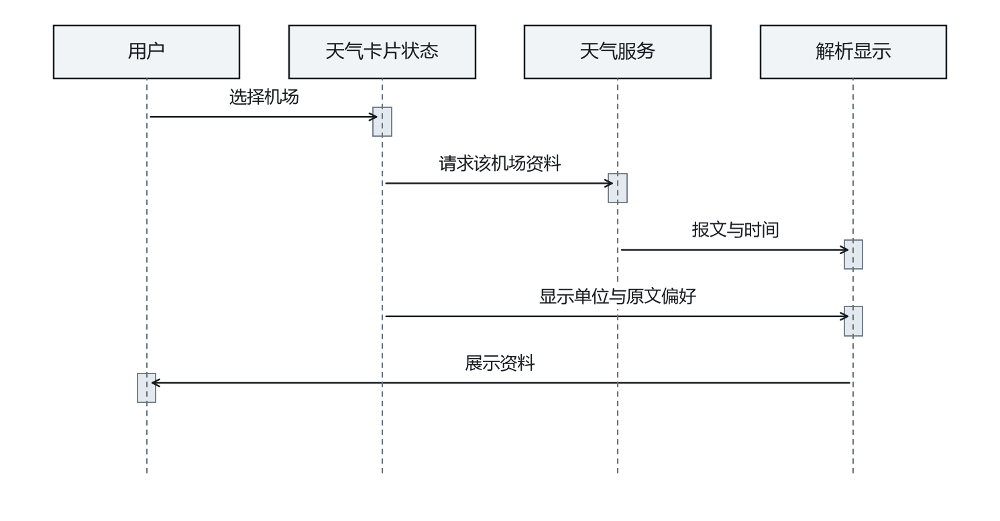 用户
天气卡片状态
天气服务
解析显示
选择机场
请求该机场资料
报文与时间
显示单位与原文偏好
展示资料